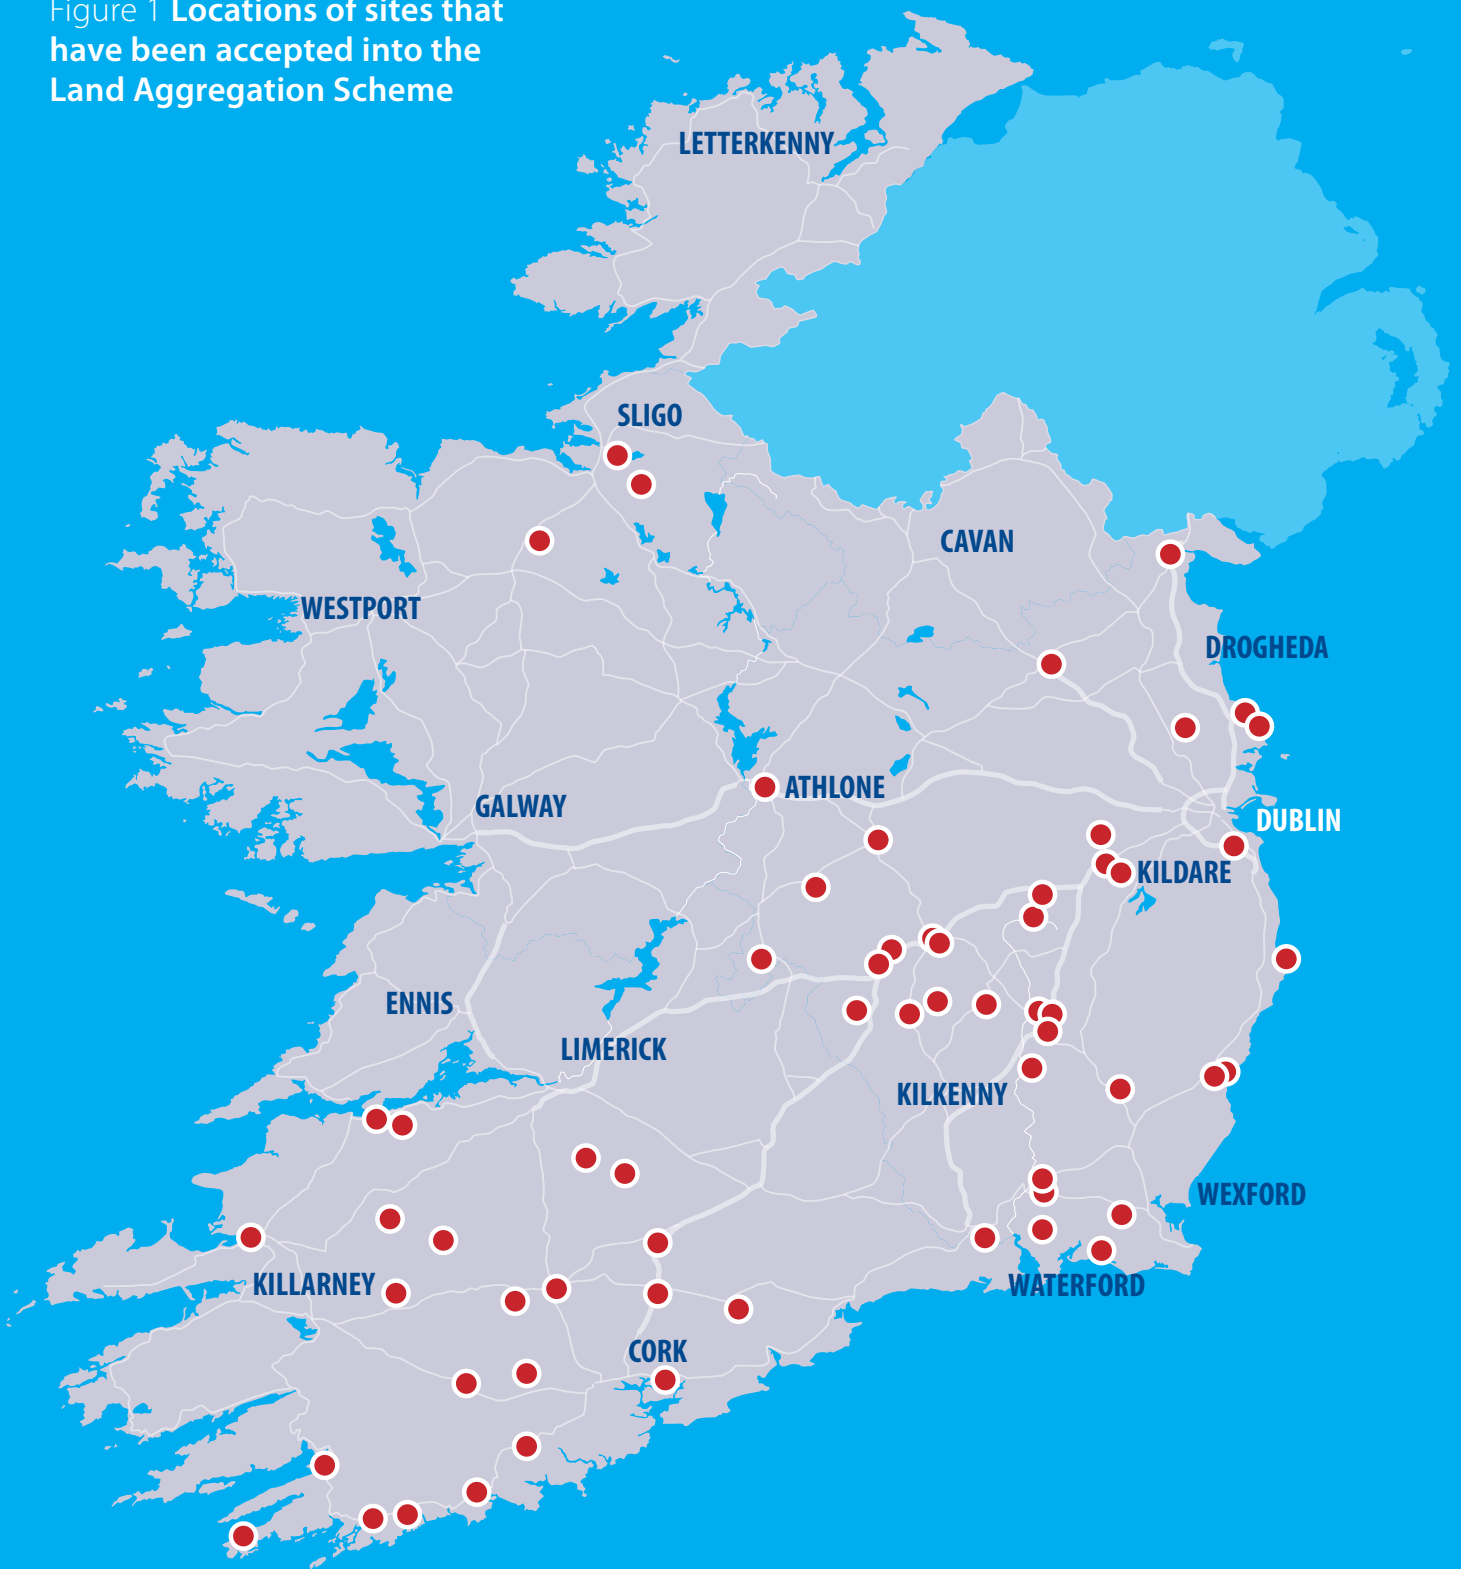 Figure 1 Locations of sites that
have been accepted into the
Land Aggregation Scheme
LETTERKENNY
SLIGO
CAVAN
WESTPORT
DROGHEDA
ATHLONE
GALWAY
DUBLIN
KILDARE
ENNIS
LIMERICK
KILKENNY
WEXFORD
KILLARNEY
WATERFORD
CORK